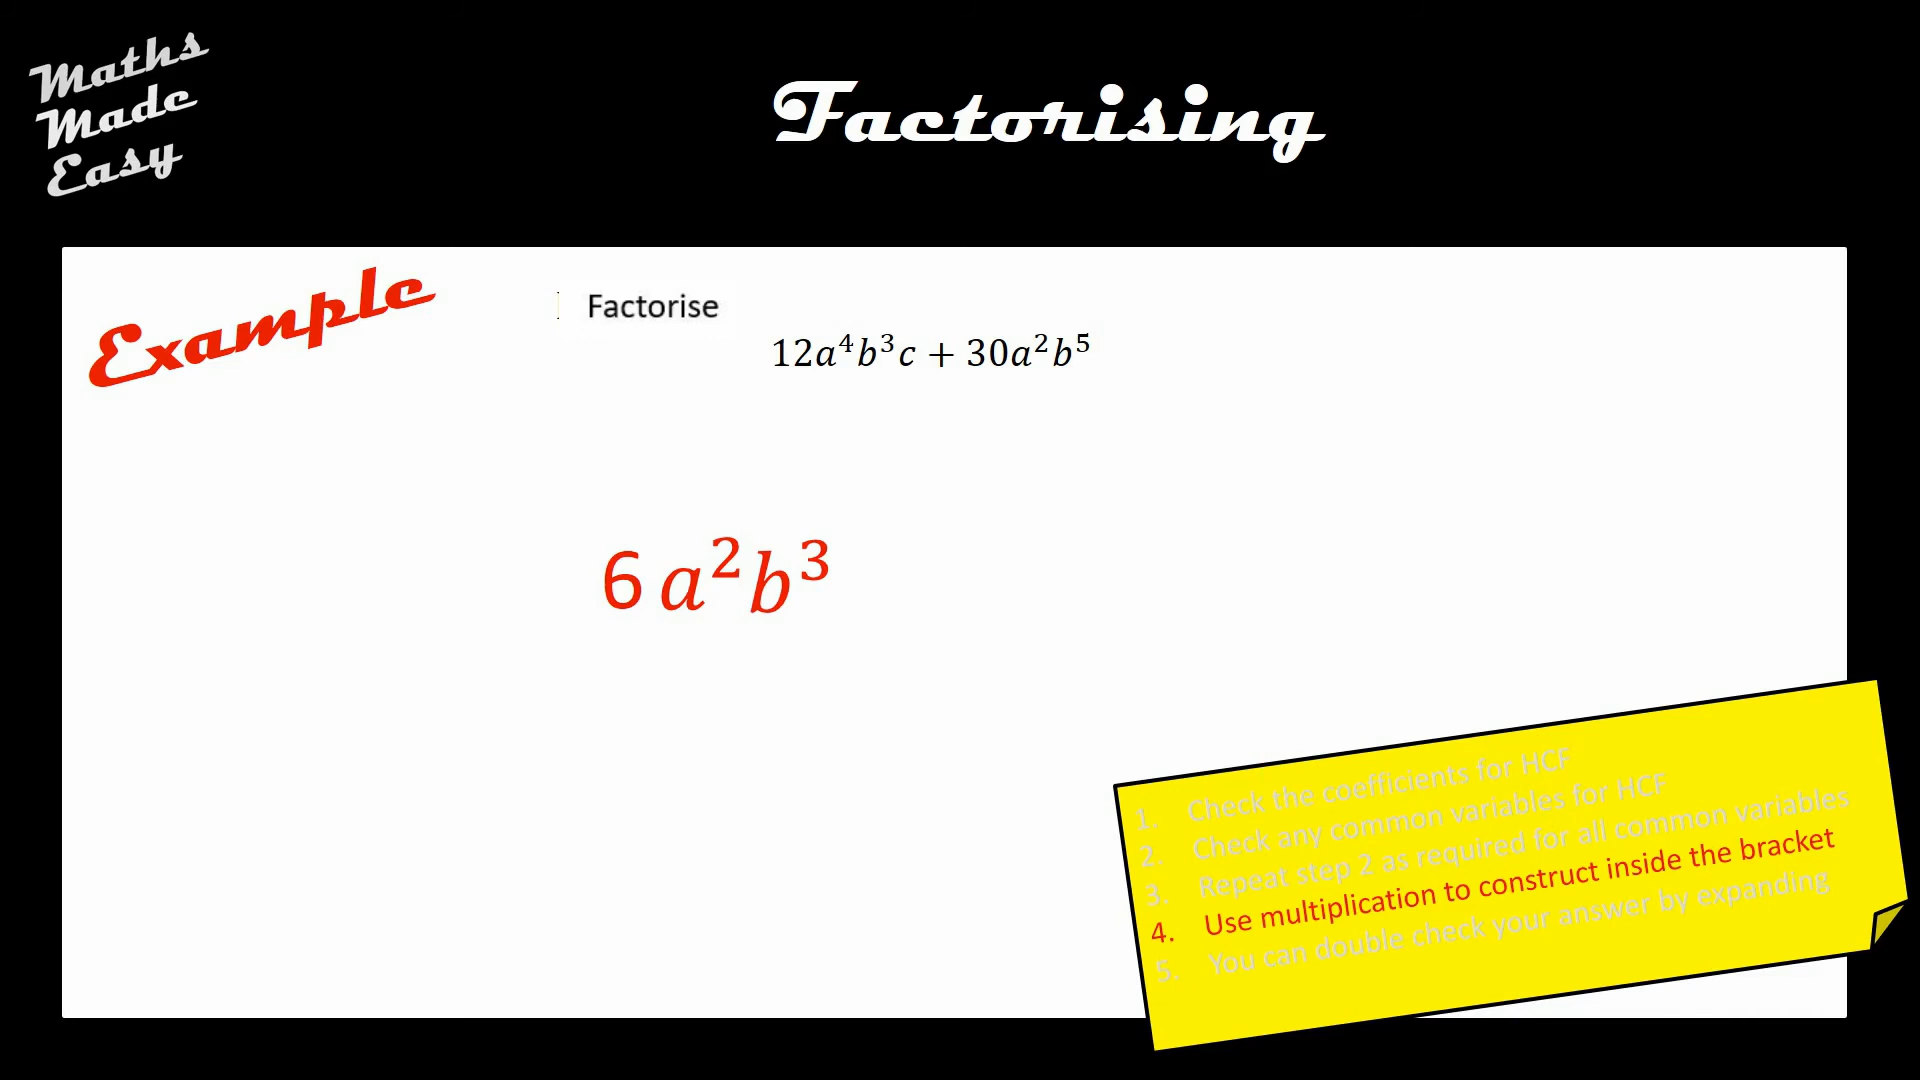 Maths
Made
Easy
Factorising
Example
Factorise
12a⁴b³c + 30a²b⁵
6 a²b³
1. Check the coefficients for HCF
2. Check any common variables for HCF
3. Repeat step 2 as required for all common variables
4. Use multiplication to construct inside the bracket
5. You can double check your answer by expanding